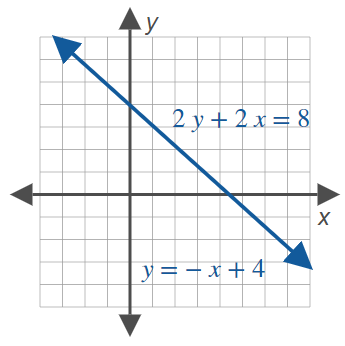 y
2 y + 2 x = 8
x
y = − x + 4